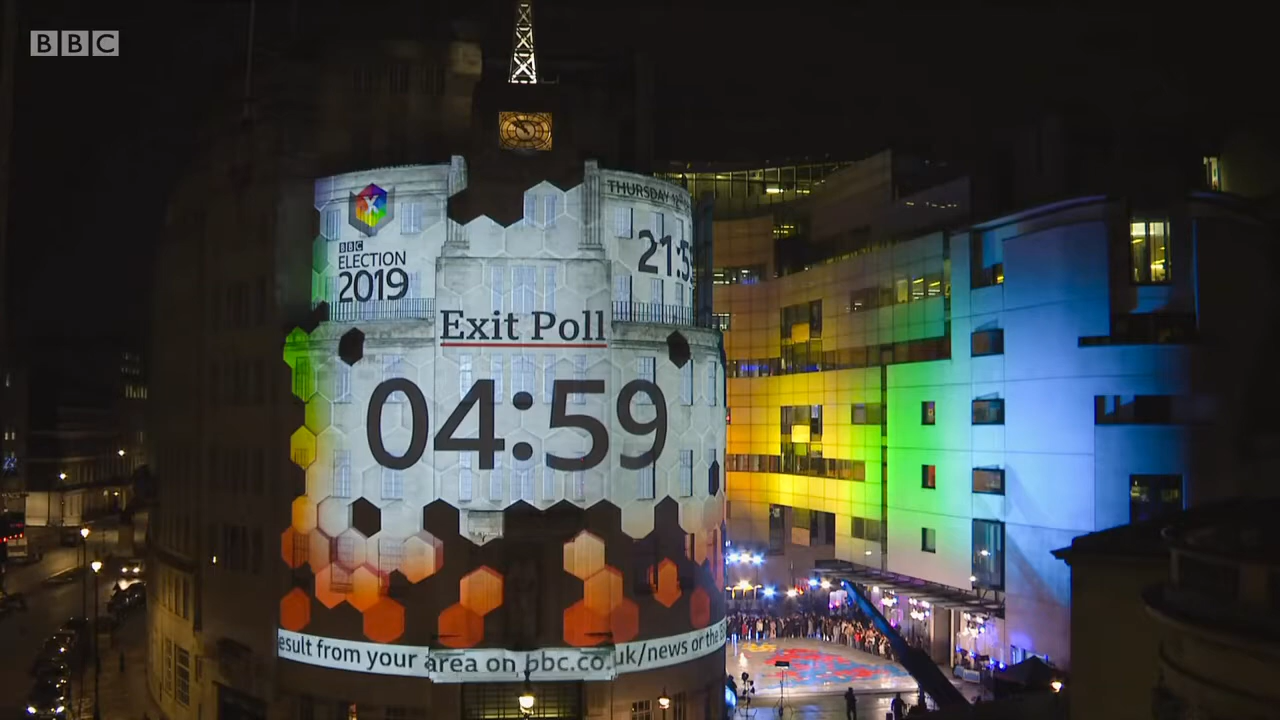 BBC
THURSDAY
X
BBC
ELECTION
2019
21:5
Exit Poll
04:59
esult from your area on bbc.co.uk/news or the